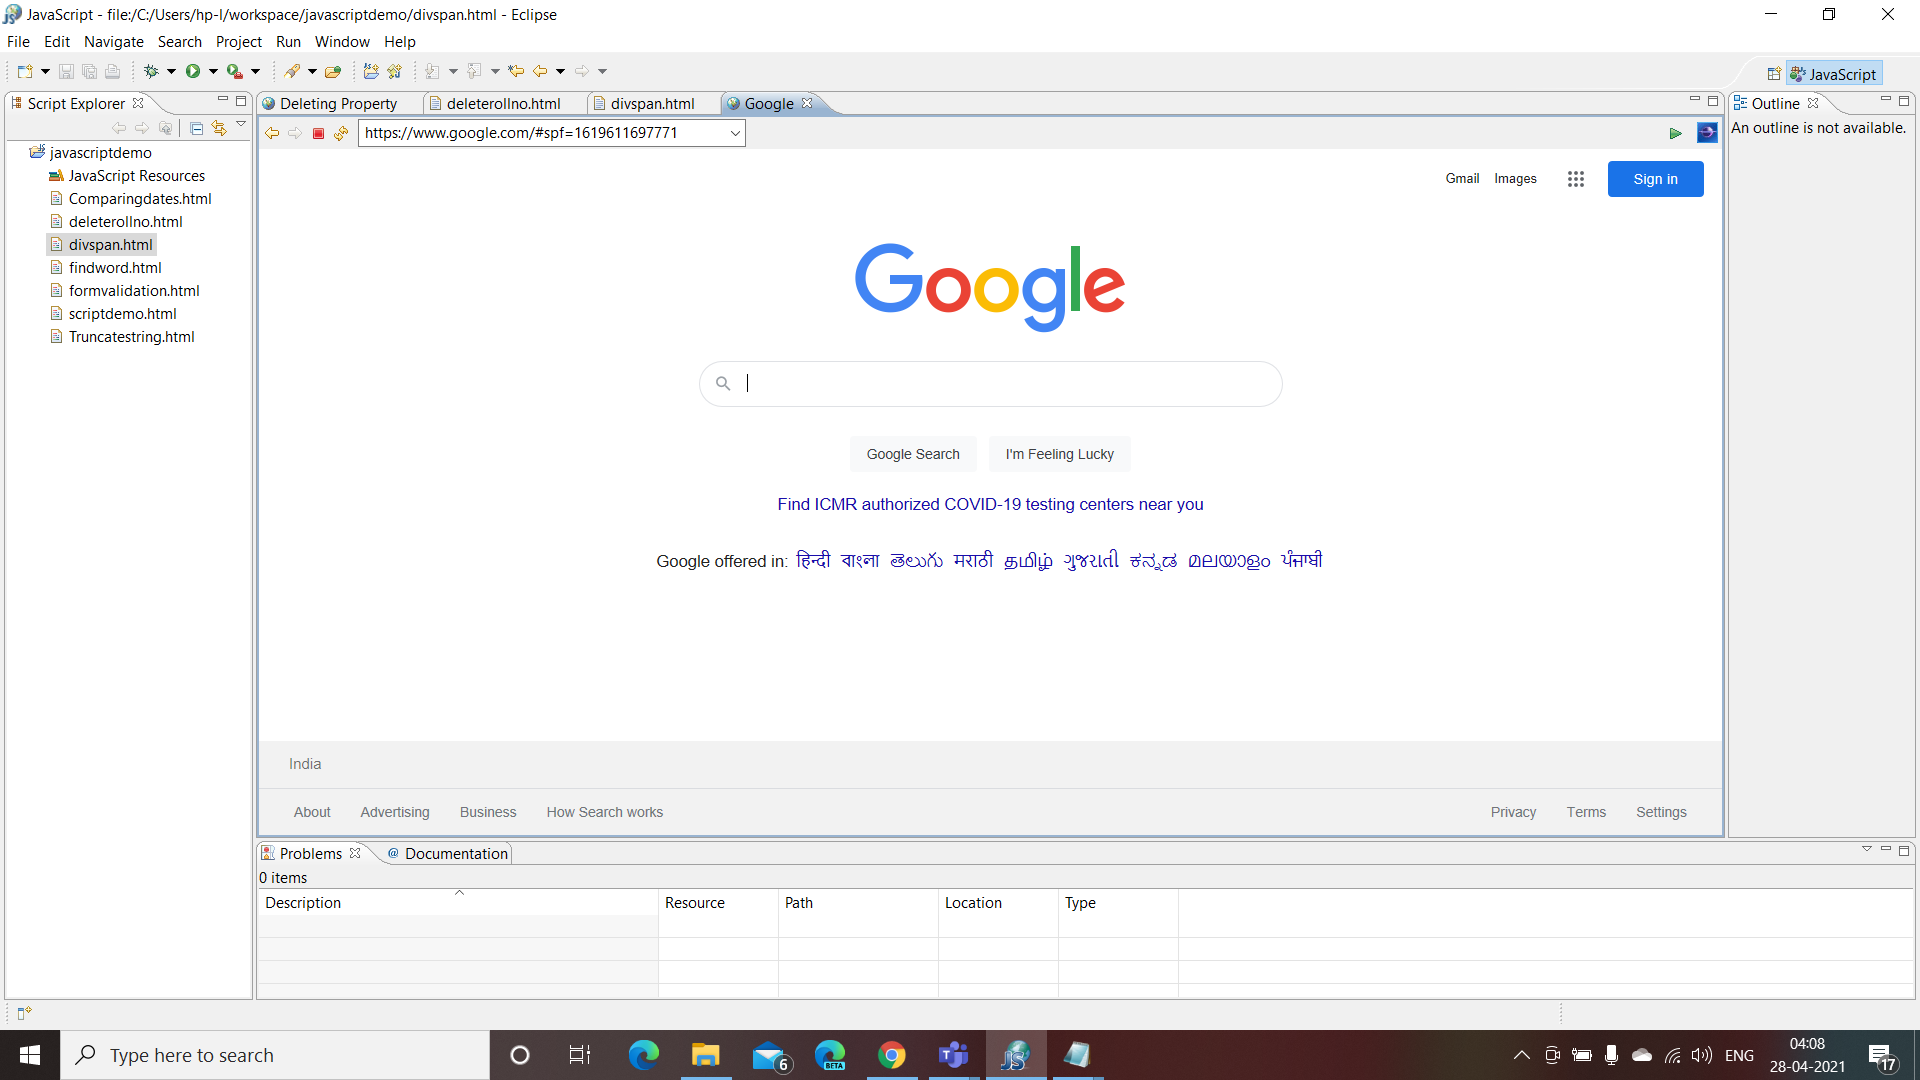 JavaScript - file:/C:/Users/hp-l/workspace/javascriptdemo/divspan.html - Eclipse
File Edit Navigate Search Project Run Window Help
JavaScript
Script Explorer
Deleting Property deleterollno.html divspan.html Google
Outline
https://www.google.com/#spf=1619611697771
An outline is not available.
javascriptdemo
JavaScript Resources
Comparingdates.html
deleterollno.html
divspan.html
findword.html
formvalidation.html
scriptdemo.html
Truncatestring.html
Gmail Images Sign in
Google
Google Search I'm Feeling Lucky
Find ICMR authorized COVID-19 testing centers near you
Google offered in: हिन्दी বাংলা తెలుగు मराठी தமிழ் ગુજરાતી ಕನ್ನಡ മലയാളം ਪੰਜਾਬੀ
India
About Advertising Business How Search works Privacy Terms Settings
Problems @ Documentation
0 items
Description Resource Path Location Type
Type here to search
6
BETA
T
JS
ENG
04:08
28-04-2021
17